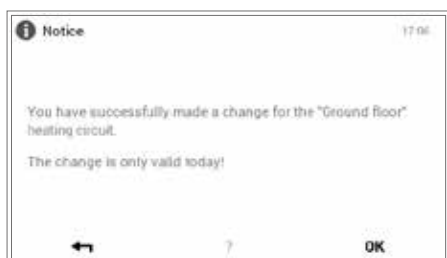 Notice 17:06
You have successfully made a change for the "Ground floor"
heating circuit.
The change is only valid today!
? OK